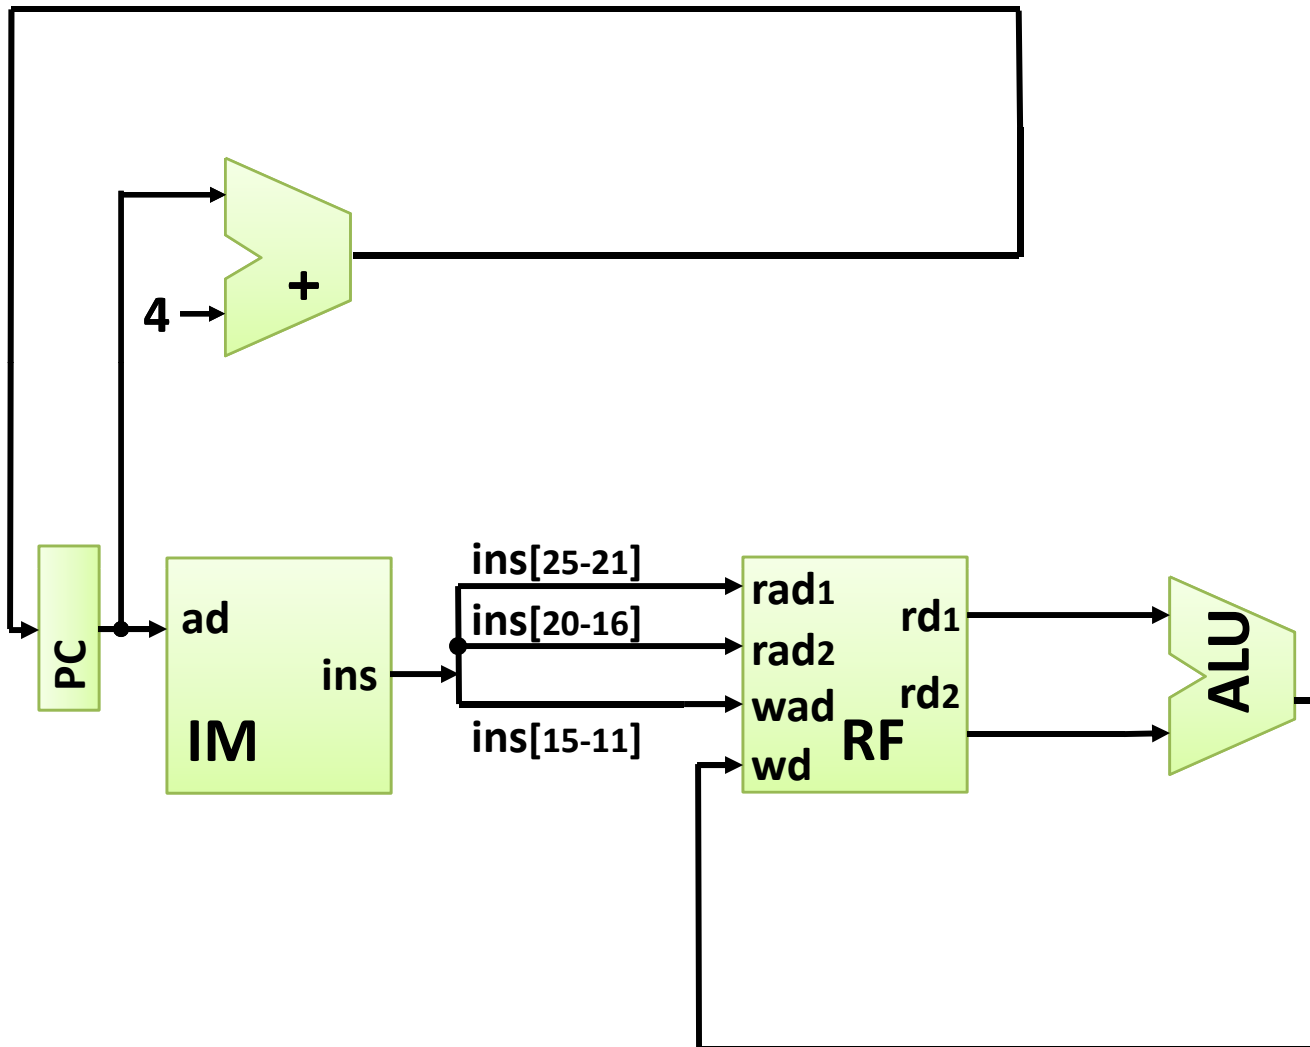 +
4
ins[25-21]
ins[20-16]
ins[15-11]
PC
ad
ins
IM
rad1
rad2
wad
wd
rd1
rd2
RF
ALU